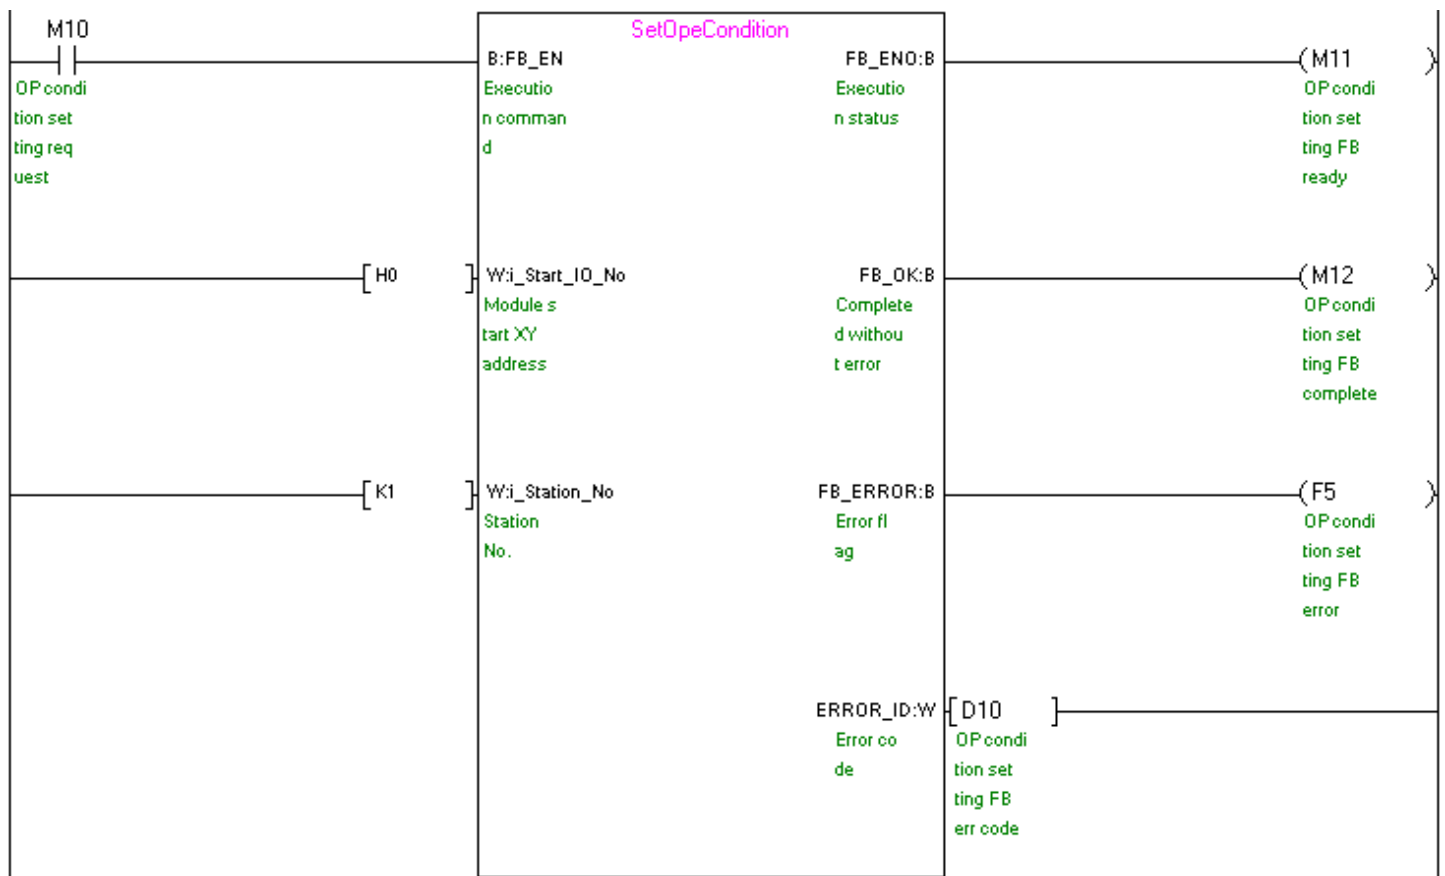 M10
SetOpeCondition
B:FB_EN
FB_ENO:B
M11
OP condi
tion set
ting req
uest
Executio
n comman
d
Executio
n status
OP condi
tion set
ting FB
ready
H0
W:i_Start_IO_No
FB_OK:B
M12
Module s
tart XY
address
Complete
d withou
t error
OP condi
tion set
ting FB
complete
K1
W:i_Station_No
FB_ERROR:B
F5
Station
No.
Error fl
ag
OP condi
tion set
ting FB
error
ERROR_ID:W
D10
Error co
de
OP condi
tion set
ting FB
err code